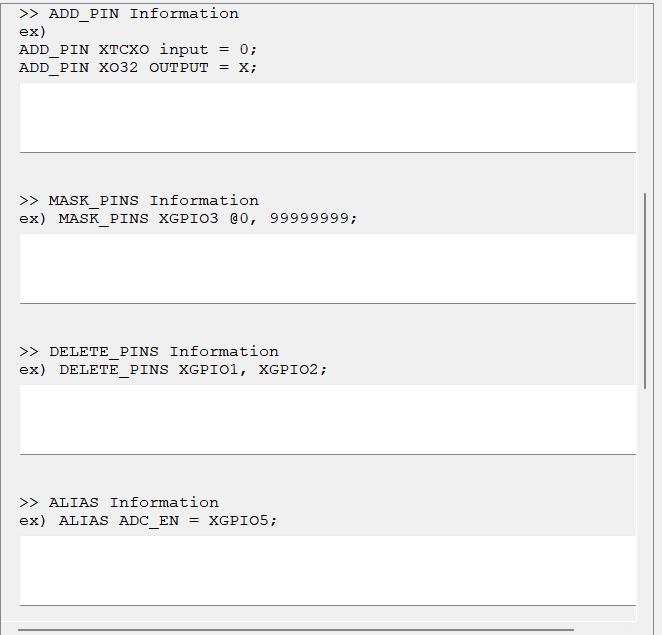 >> ADD_PIN Information
ex)
ADD_PIN XTCXO input = 0;
ADD_PIN XO32 OUTPUT = X;
>> MASK_PINS Information
ex) MASK_PINS XGPIO3 @0, 99999999;
>> DELETE_PINS Information
ex) DELETE_PINS XGPIO1, XGPIO2;
>> ALIAS Information
ex) ALIAS ADC_EN = XGPIO5;